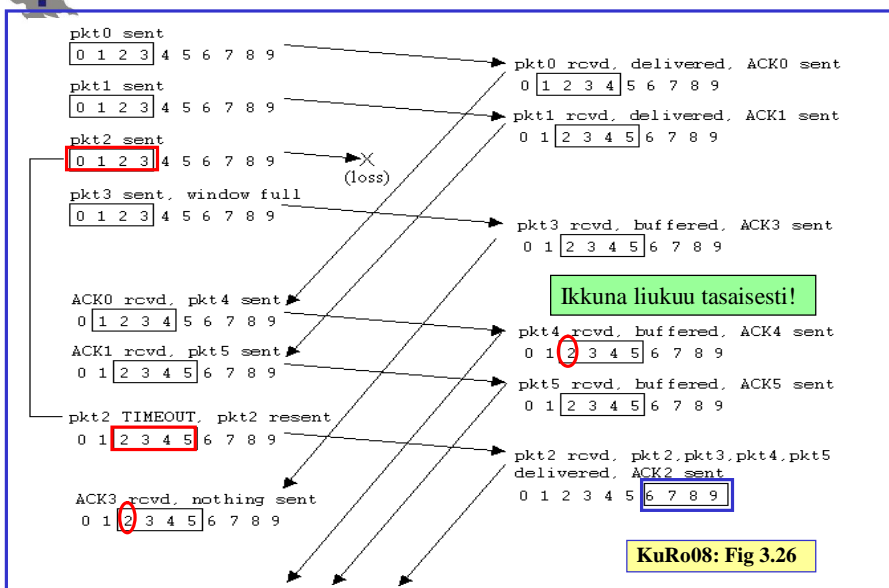 pkt0 sent
0 1 2 3 4 5 6 7 8 9
pkt1 sent
0 1 2 3 4 5 6 7 8 9
pkt2 sent
0 1 2 3 4 5 6 7 8 9
X
(loss)
pkt3 sent, window full
0 1 2 3 4 5 6 7 8 9
ACK0 rcvd, pkt4 sent
0 1 2 3 4 5 6 7 8 9
ACK1 rcvd, pkt5 sent
0 1 2 3 4 5 6 7 8 9
pkt2 TIMEOUT, pkt2 resent
0 1 2 3 4 5 6 7 8 9
ACK3 rcvd, nothing sent
0 1 2 3 4 5 6 7 8 9
pkt0 rcvd, delivered, ACK0 sent
0 1 2 3 4 5 6 7 8 9
pkt1 rcvd, delivered, ACK1 sent
0 1 2 3 4 5 6 7 8 9
pkt3 rcvd, buffered, ACK3 sent
0 1 2 3 4 5 6 7 8 9
Ikkuna liukuu tasaisesti!
pkt4 rcvd, buffered, ACK4 sent
0 1 2 3 4 5 6 7 8 9
pkt5 rcvd, buffered, ACK5 sent
0 1 2 3 4 5 6 7 8 9
pkt2 rcvd, pkt2,pkt3,pkt4,pkt5
delivered, ACK2 sent
0 1 2 3 4 5 6 7 8 9
KuRo08: Fig 3.26